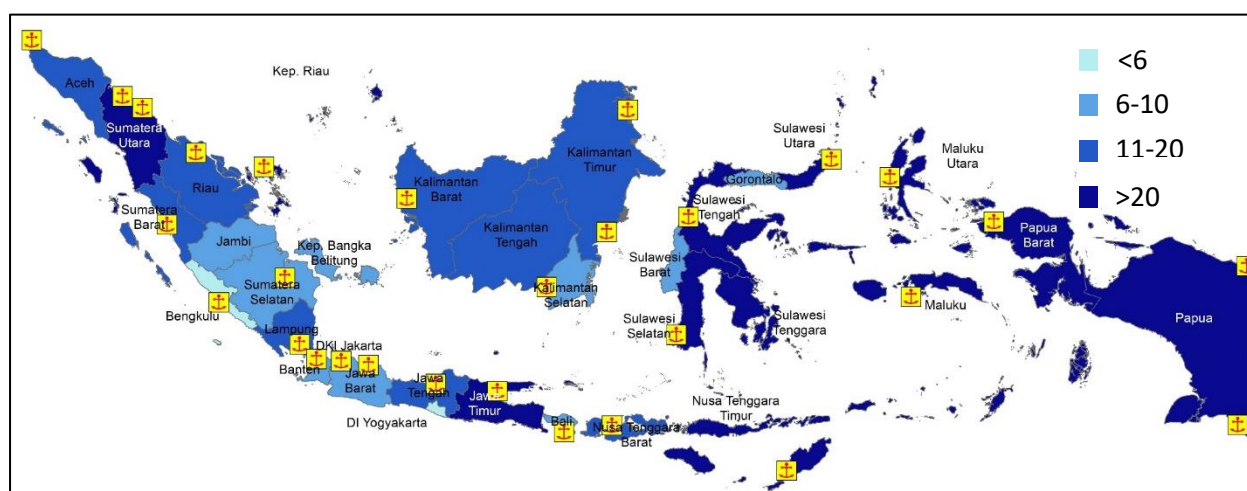 Kep. Riau
Aceh
Sumatera
Utara
Riau
Sumatera
Barat
Jambi
Kep. Bangka
Belitung
Sumatera
Selatan
Bengkulu
Lampung
DKI Jakarta
Banten
Jawa
Barat
Jawa
Tengah
DI Yogyakarta
Jawa
Timur
Bali
Nusa Tenggara
Barat
Nusa Tenggara
Timur
Kalimantan
Barat
Kalimantan
Tengah
Kalimantan
Timur
Kalimantan
Selatan
Sulawesi
Utara
Gorontalo
Sulawesi
Tengah
Sulawesi
Barat
Sulawesi
Selatan
Sulawesi
Tenggara
Maluku
Utara
Maluku
Papua
Barat
Papua
<6
6-10
11-20
>20